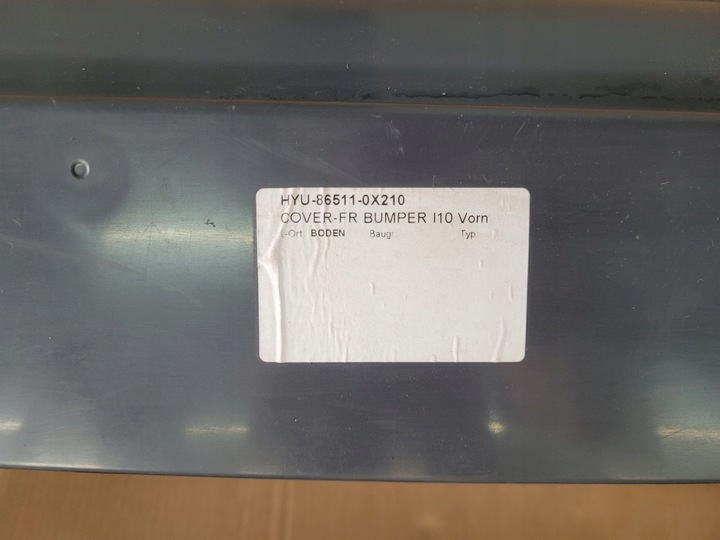 HYU-86511-0X210
COVER-FR BUMPER I10 Vorn
L-Ort BODEN Baugr. Typ